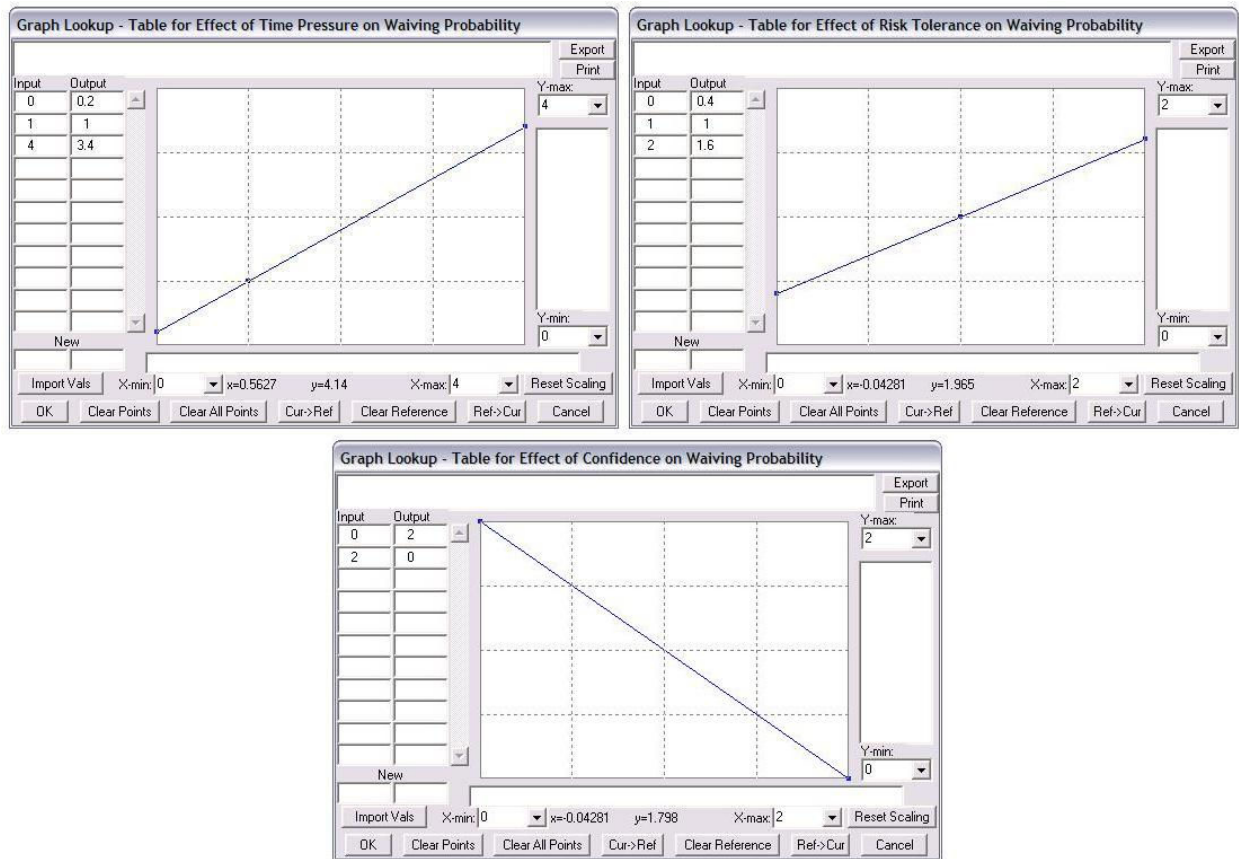 Graph Lookup - Table for Effect of Time Pressure on Waiving Probability
Export
Print
Input Output
Y-max:
0 0.2
4
1 1
4 3.4
Y-min:
0
New
Import Vals X-min: 0 x=0.5627 y=4.14 X-max: 4 Reset Scaling
OK Clear Points Clear All Points Cur->Ref Clear Reference Ref->Cur Cancel
Graph Lookup - Table for Effect of Risk Tolerance on Waiving Probability
Export
Print
Input Output
Y-max:
0 0.4
2
1 1
2 1.6
Y-min:
0
New
Import Vals X-min: 0 x=-0.04281 y=1.965 X-max: 2 Reset Scaling
OK Clear Points Clear All Points Cur->Ref Clear Reference Ref->Cur Cancel
Graph Lookup - Table for Effect of Confidence on Waiving Probability
Export
Print
Input Output
Y-max:
0 2
2
2 0
Y-min:
0
New
Import Vals X-min: 0 x=-0.04281 y=1.798 X-max: 2 Reset Scaling
OK Clear Points Clear All Points Cur->Ref Clear Reference Ref->Cur Cancel